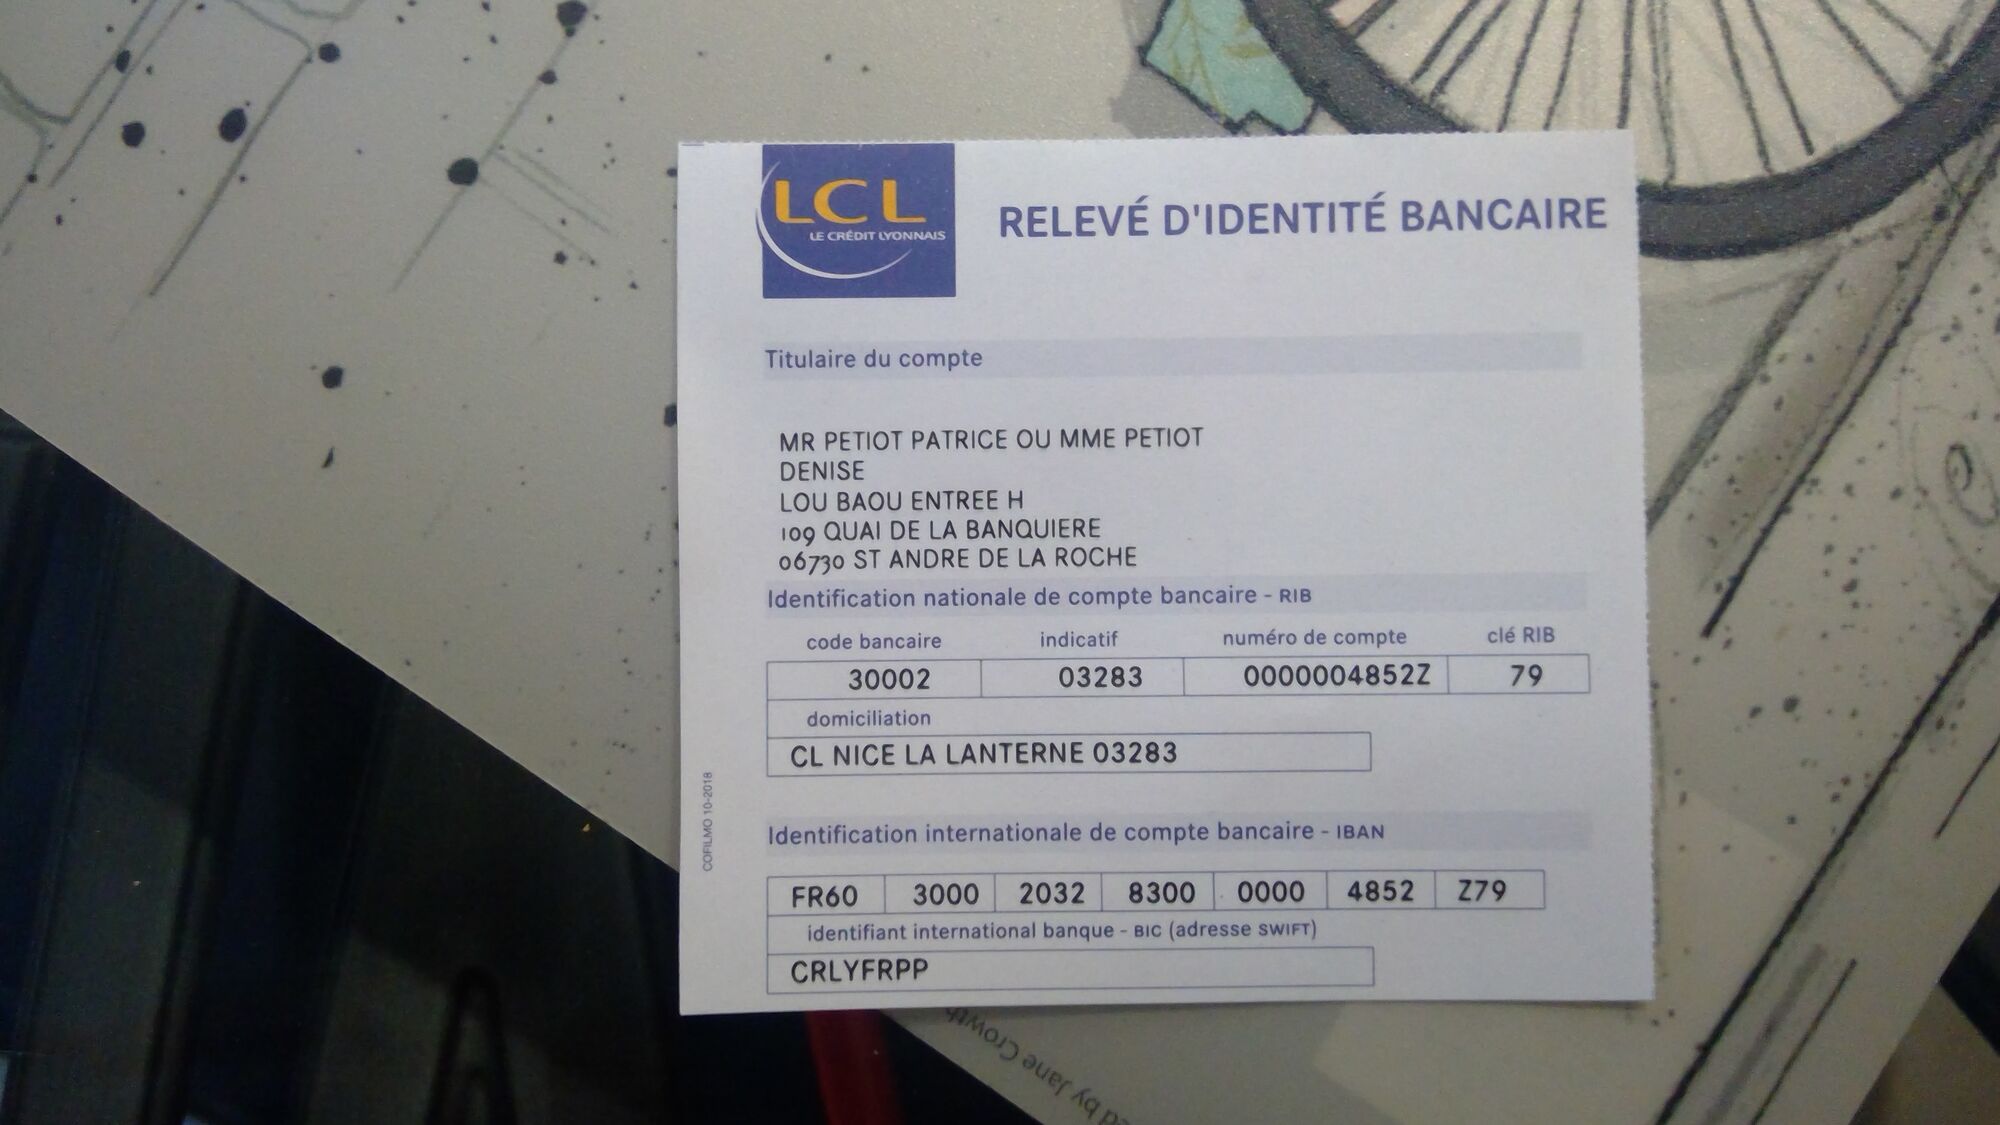 LCL
LE CRÉDIT LYONNAIS
RELEVÉ D'IDENTITÉ BANCAIRE
Titulaire du compte
MR PETIOT PATRICE OU MME PETIOT
DENISE
LOU BAOU ENTREE H
109 QUAI DE LA BANQUIERE
06730 ST ANDRE DE LA ROCHE
Identification nationale de compte bancaire - RIB
code bancaire indicatif numéro de compte clé RIB
30002 03283 0000004852Z 79
domiciliation
CL NICE LA LANTERNE 03283
COFILMO 10-2018
Identification internationale de compte bancaire - IBAN
FR60 3000 2032 8300 0000 4852 Z79
identifiant international banque - BIC (adresse SWIFT)
CRLYFRPP
by Jane Crowth